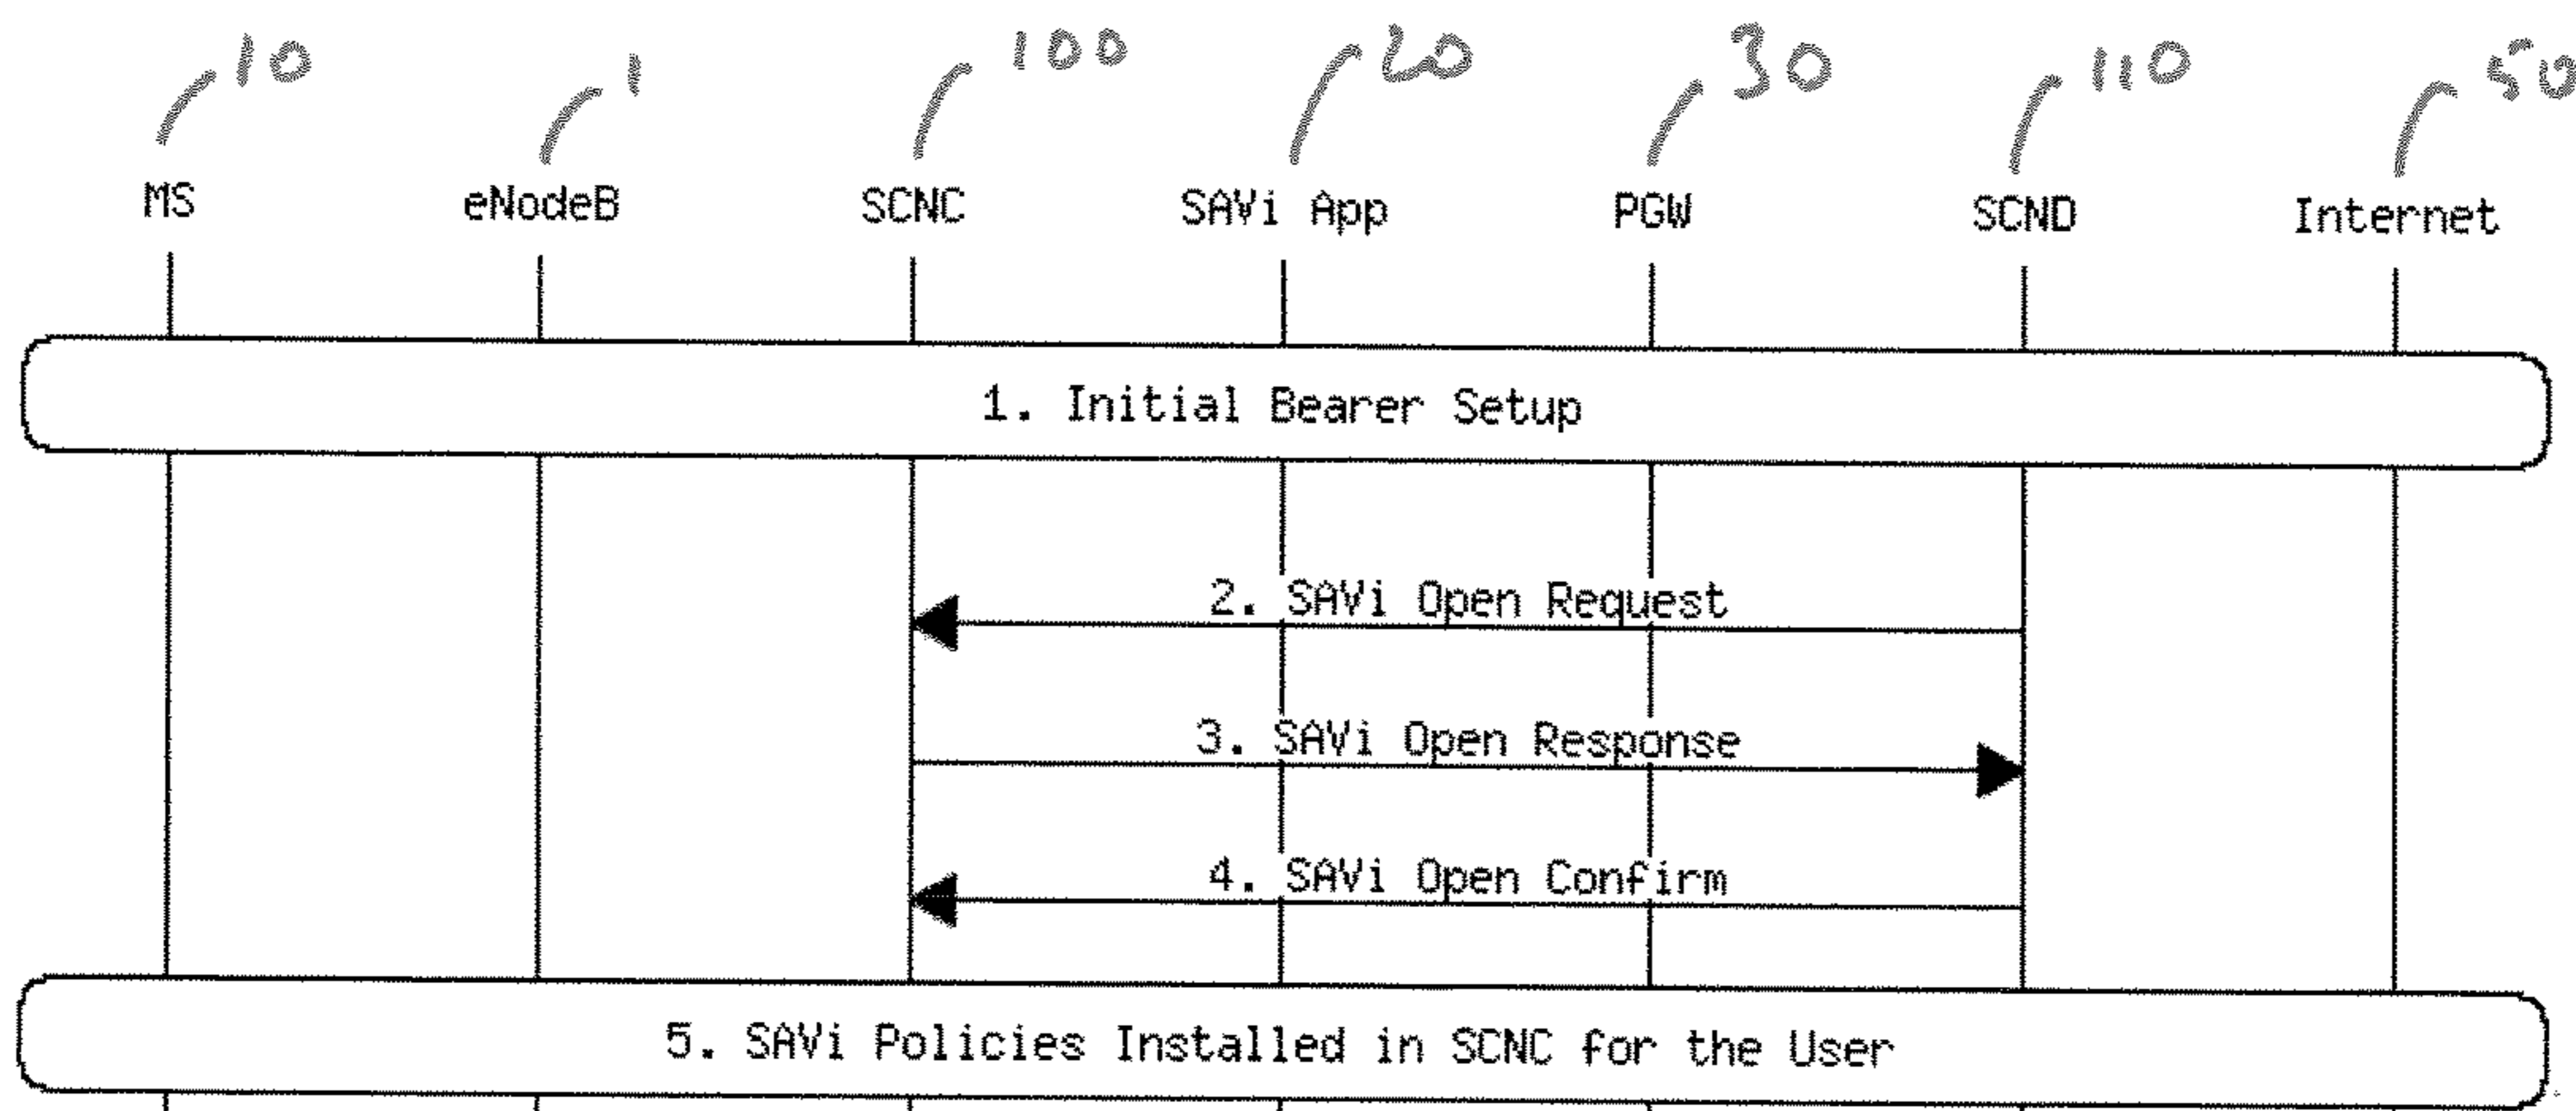 10 1 100 20 30 110 50
MS eNodeB SCNC SAVi App PGW SCND Internet
1. Initial Bearer Setup
2. SAVi Open Request
3. SAVi Open Response
4. SAVi Open Confirm
5. SAVi Policies Installed in SCNC for the User